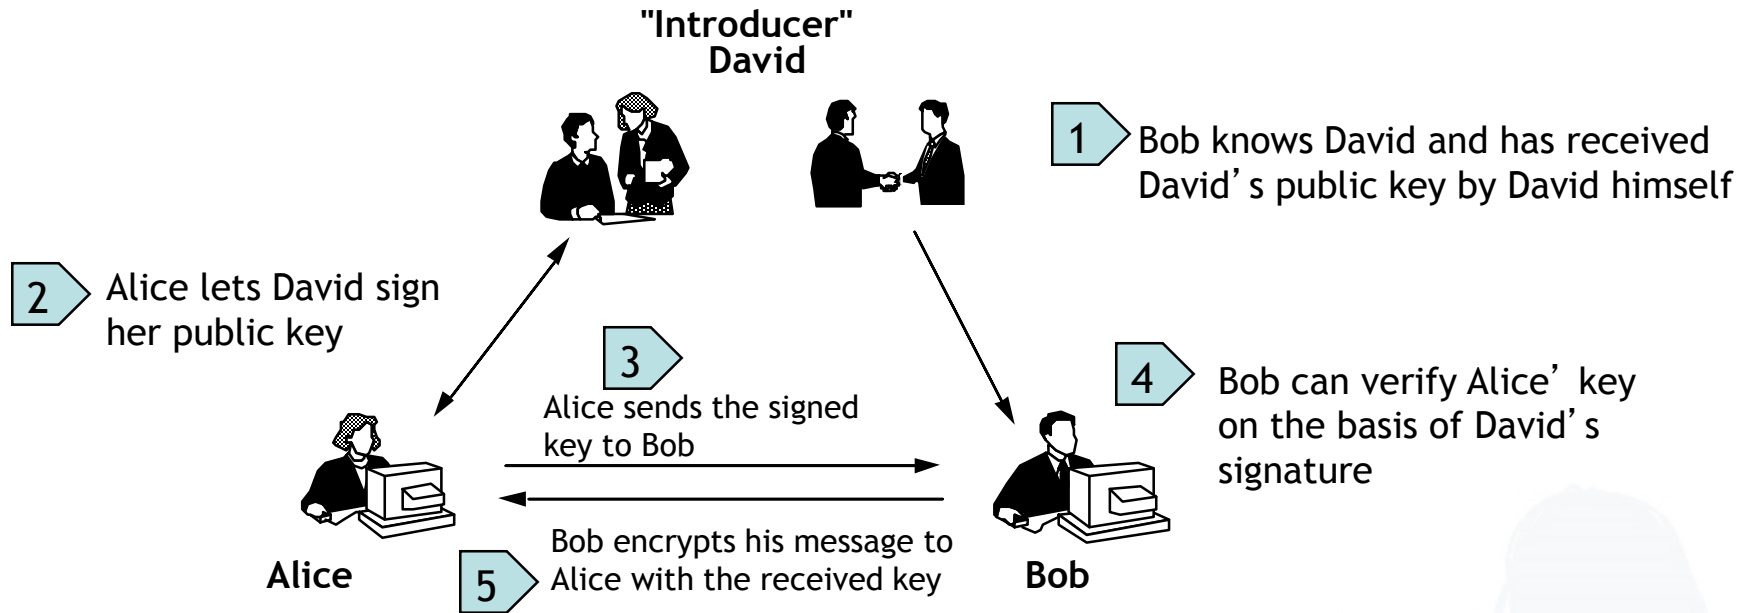 "Introducer"
David
1
Bob knows David and has received
David's public key by David himself
2
Alice lets David sign
her public key
3
Alice sends the signed
key to Bob
4
Bob can verify Alice' key
on the basis of David's
signature
Alice
5
Bob encrypts his message to
Alice with the received key
Bob